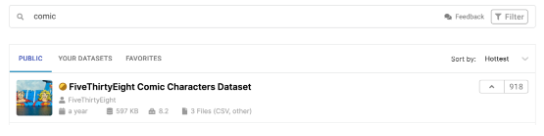 comic
Feedback Filter
PUBLIC YOUR DATASETS FAVORITES Sort by: Hottest
FiveThirtyEight Comic Characters Dataset
918
FiveThirtyEight
a year 597 KB 8.2 3 Files (CSV, other)